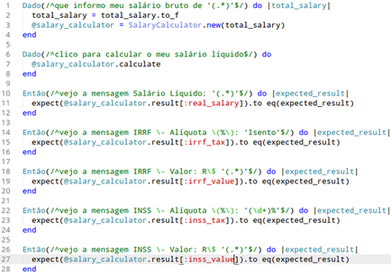 1 Dado(/^que informo meu salário bruto de '(.*)'$/) do |total_salary|
2 total_salary = total_salary.to_f
3 @salary_calculator = SalaryCalculator.new(total_salary)
4 end
5
6 Dado(/^clico para calcular o meu salário líquido$/) do
7 @salary_calculator.calculate
8 end
9
10 Então(/^vejo a mensagem Salário Líquido: '(.*)'$/) do |expected_result|
11 expect(@salary_calculator.result[:real_salary]).to eq(expected_result)
12 end
13
14 Então(/^vejo a mensagem IRRF \- Alíquota \(%\): 'Isento'$/) do |expected_result|
15 expect(@salary_calculator.result[:irrf_tax]).to eq(expected_result)
16 end
17
18 Então(/^vejo a mensagem IRRF \- Valor: R\$ '(.*)'$/) do |expected_result|
19 expect(@salary_calculator.result[:irrf_value]).to eq(expected_result)
20 end
21
22 Então(/^vejo a mensagem INSS \- Alíquota \(%\): '(\d+)%'$/) do |expected_result|
23 expect(@salary_calculator.result[:inss_tax]).to eq(expected_result)
24 end
25
26 Então(/^vejo a mensagem INSS \- Valor: R\$ '(.*)'$/) do |expected_result|
27 expect(@salary_calculator.result[:inss_value]).to eq(expected_result)
28 end